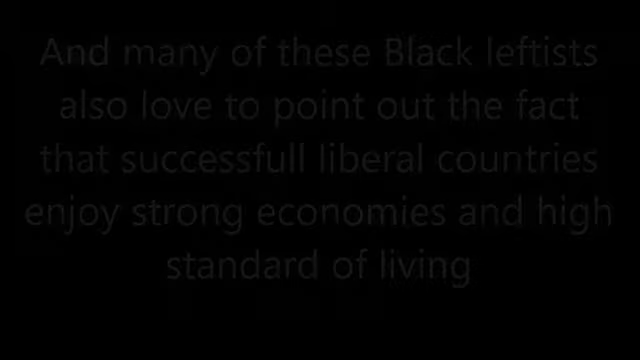 And many of these Black leftists
also love to point out the fact
that successfull liberal countries
enjoy strong economies and high
standard of living